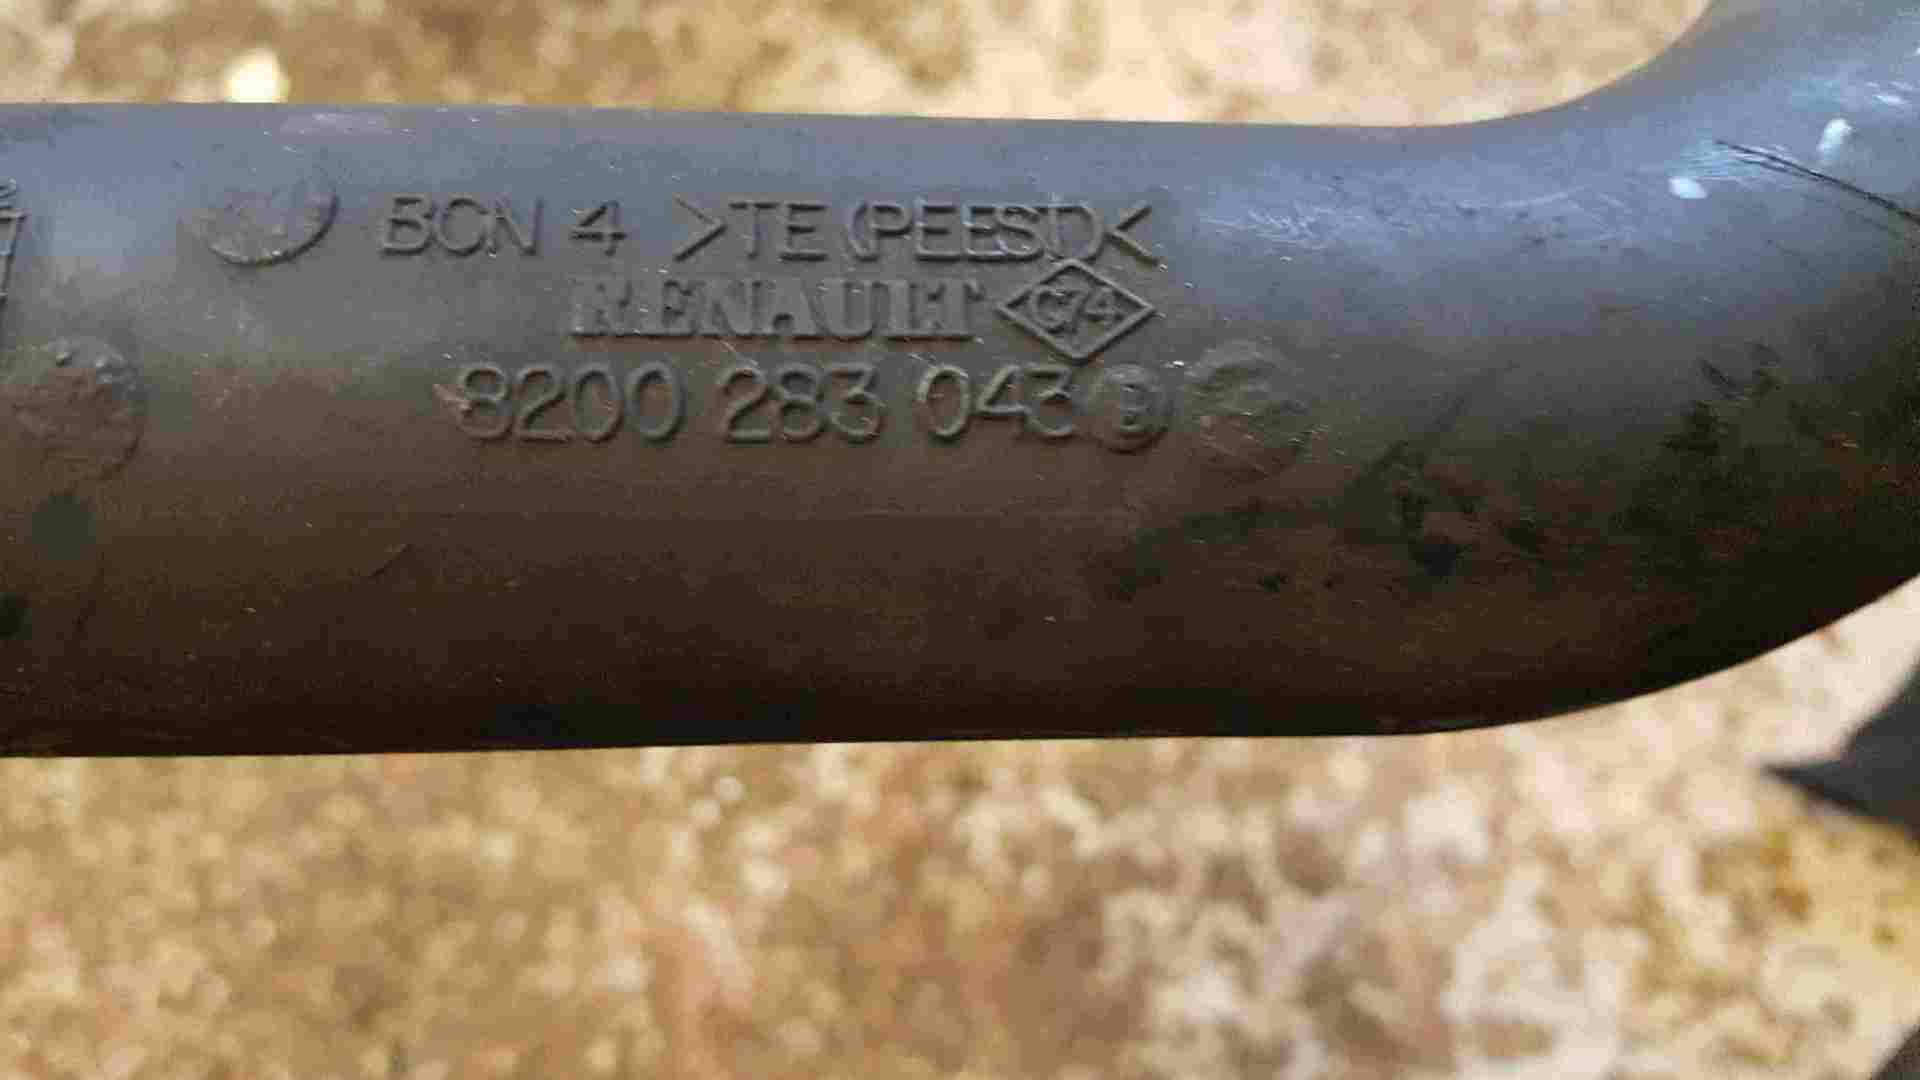 BCN 4 >TE (PEEST)<
RENAULT C74
8200 283 043 B